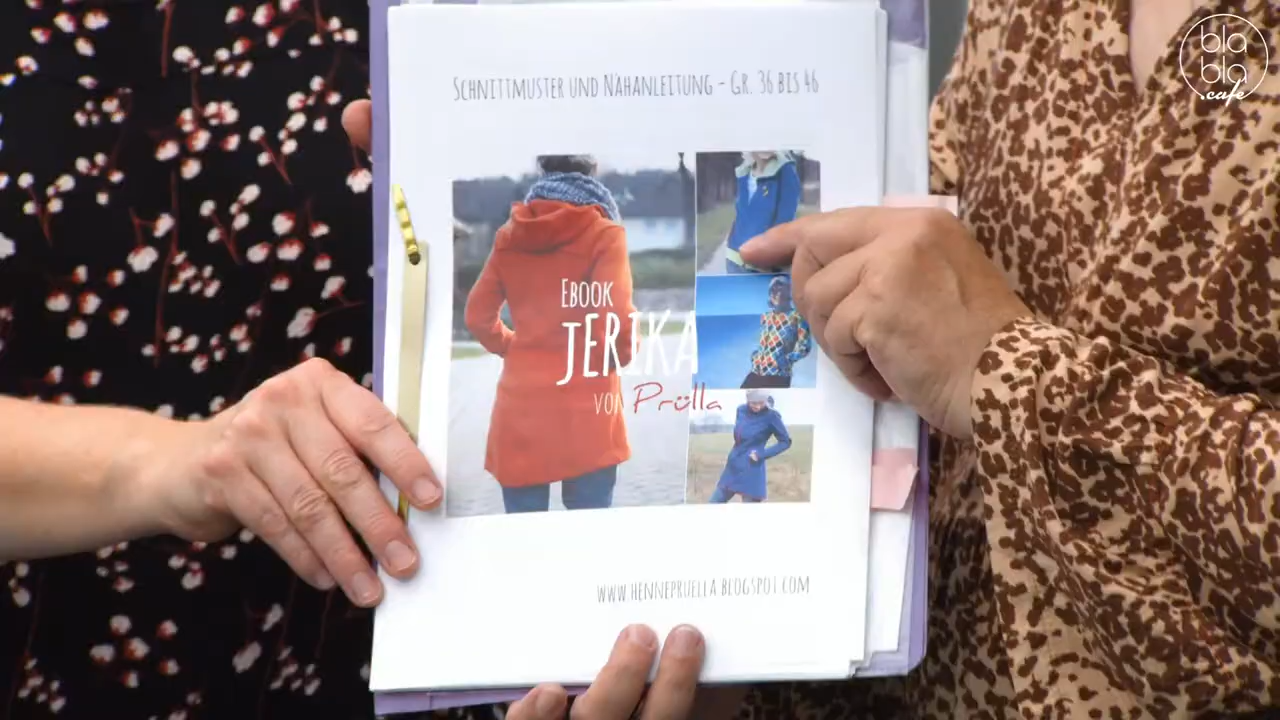 bla
bla
.cafe
SCHNITTMUSTER UND NÄHANLEITUNG - GR. 36 BIS 46
EBOOK
JERIKA
VON Prülla
WWW.HENNEPRUELLA.BLOGSPOT.COM